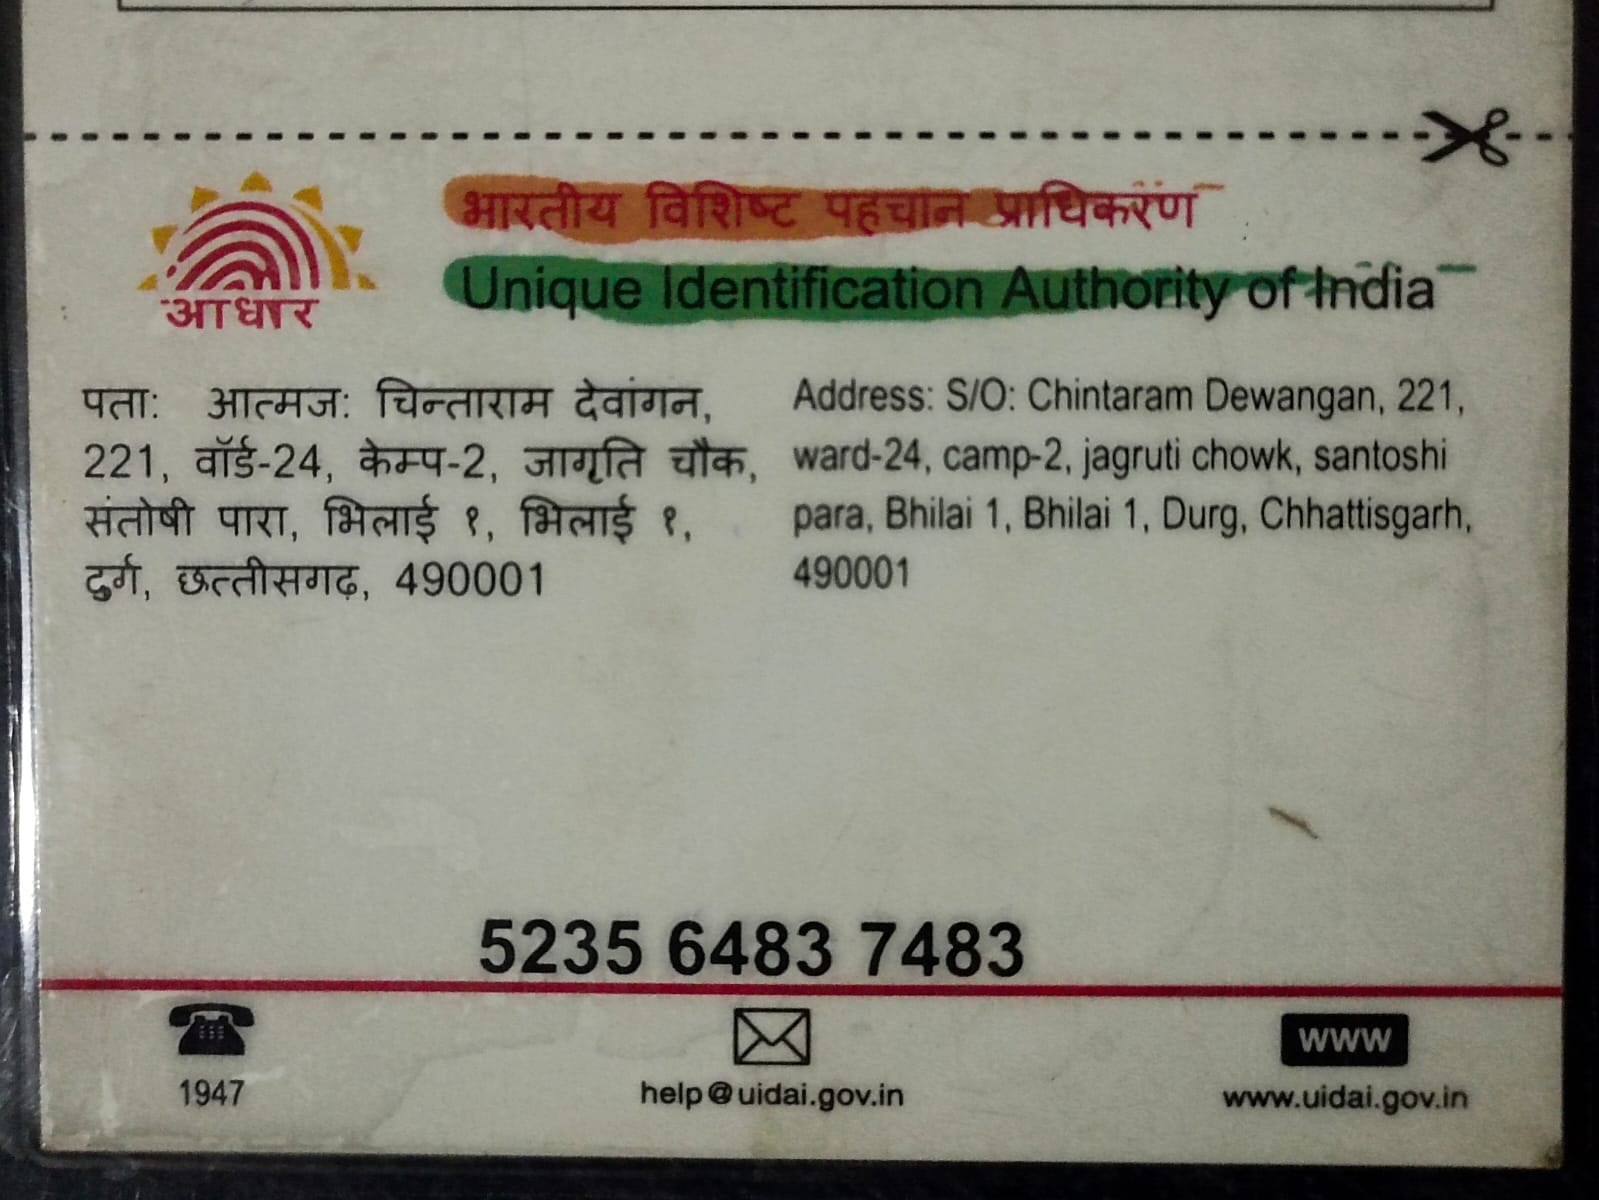 भारतीय विशिष्ट पहचान प्राधिकरण
Unique Identification Authority of India
आधार
पता: आत्मज: चिन्ताराम देवांगन,
221, वॉर्ड-24, केम्प-2, जागृति चौक,
संतोषी पारा, भिलाई १, भिलाई १,
दुर्ग, छत्तीसगढ़, 490001
Address: S/O: Chintaram Dewangan, 221,
ward-24, camp-2, jagruti chowk, santoshi
para, Bhilai 1, Bhilai 1, Durg, Chhattisgarh,
490001
5235 6483 7483
1947
help@uidai.gov.in
www
www.uidai.gov.in